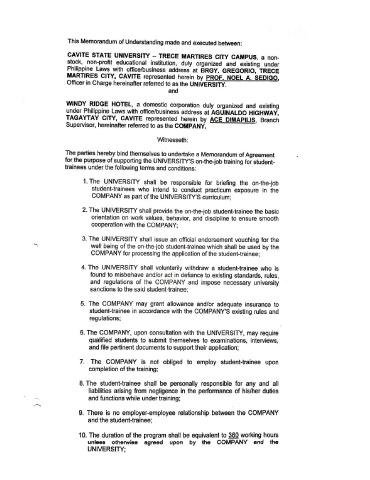 This Memorandum of Understanding made and executed between:
CAVITE STATE UNIVERSITY – TRECE MARTIRES CITY CAMPUS, a non-
stock, non-profit educational institution, duly organized and existing under
Philippine Laws with office/business address at BRGY. GREGORIO, TRECE
MARTIRES CITY, CAVITE represented herein by PROF. NOEL A. SEDIGO,
Officer in Charge hereinafter referred to as the UNIVERSITY.
and
WINDY RIDGE HOTEL, a domestic corporation duly organized and existing
under Philippine Laws with office/business address at AGUINALDO HIGHWAY,
TAGAYTAY CITY, CAVITE represented herein by ACE DIMAPILIS, Branch
Supervisor, hereinafter referred to as the COMPANY.
Witnesseth:
The parties hereby bind themselves to undertake a Memorandum of Agreement
for the purpose of supporting the UNIVERSITY'S on-the-job training for student-
trainees under the following terms and conditions:
1. The UNIVERSITY shall be responsible for briefing the on-the-job
student-trainees who intend to conduct practicum exposure in the
COMPANY as part of the UNIVERSITY'S curriculum;
2. The UNIVERSITY shall provide the on-the-job student-trainee the basic
orientation on work values, behavior, and discipline to ensure smooth
cooperation with the COMPANY;
3. The UNIVERSITY shall issue an official endorsement vouching for the
well being of the on-the-job student-trainee which shall be used by the
COMPANY for processing the application of the student-trainee;
4. The UNIVERSITY shall voluntarily withdraw a student-trainee who is
found to misbehave and/or act in defiance to existing standards, rules,
and regulations of the COMPANY and impose necessary university
sanctions to the said student-trainee;
5. The COMPANY may grant allowance and/or adequate insurance to
student-trainee in accordance with the COMPANY'S existing rules and
regulations;
6. The COMPANY, upon consultation with the UNIVERSITY, may require
qualified students to submit themselves to examinations, interviews,
and file pertinent documents to support their application;
7. The COMPANY is not obliged to employ student-trainee upon
completion of the training;
8. The student-trainee shall be personally responsible for any and all
liabilities arising from negligence in the performance of his/her duties
and functions while under training;
9. There is no employer-employee relationship between the COMPANY
and the student-trainee;
10. The duration of the program shall be equivalent to 380 working hours
unless otherwise agreed upon by the COMPANY and the
UNIVERSITY;